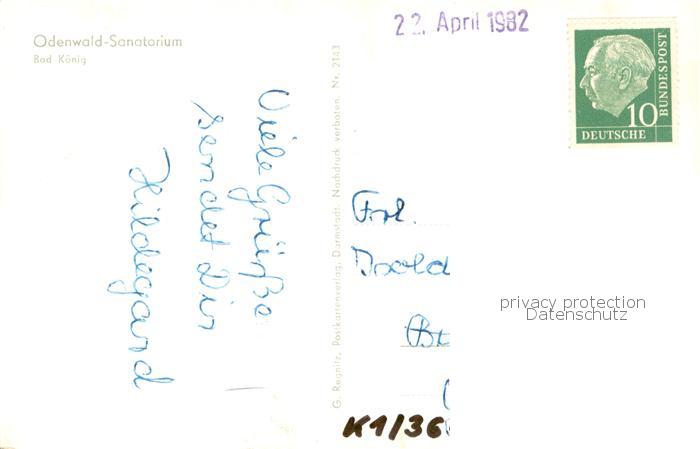 Odenwald-Sanatorium
Bad König
22. April 1982
10
DEUTSCHE
BUNDESPOST
Viele Grüße
sendet Dir
Hildegard
G. Regnitz, Postkartenverlag, Darmstadt. Nachdruck verboten. Nr. 2143
Frl.
privacy protection
Datenschutz
K1/36